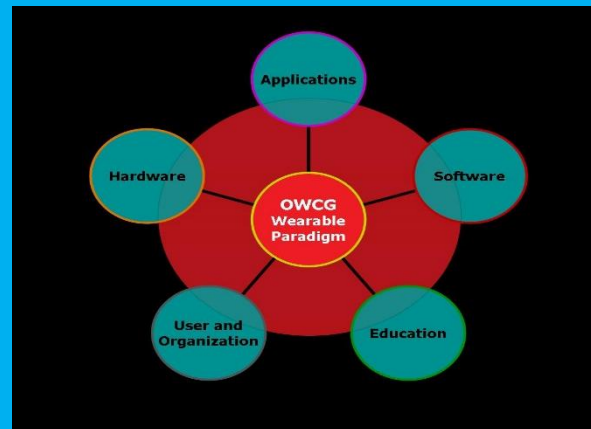 Applications
Hardware
Software
OWCG
Wearable
Paradigm
User and
Organization
Education